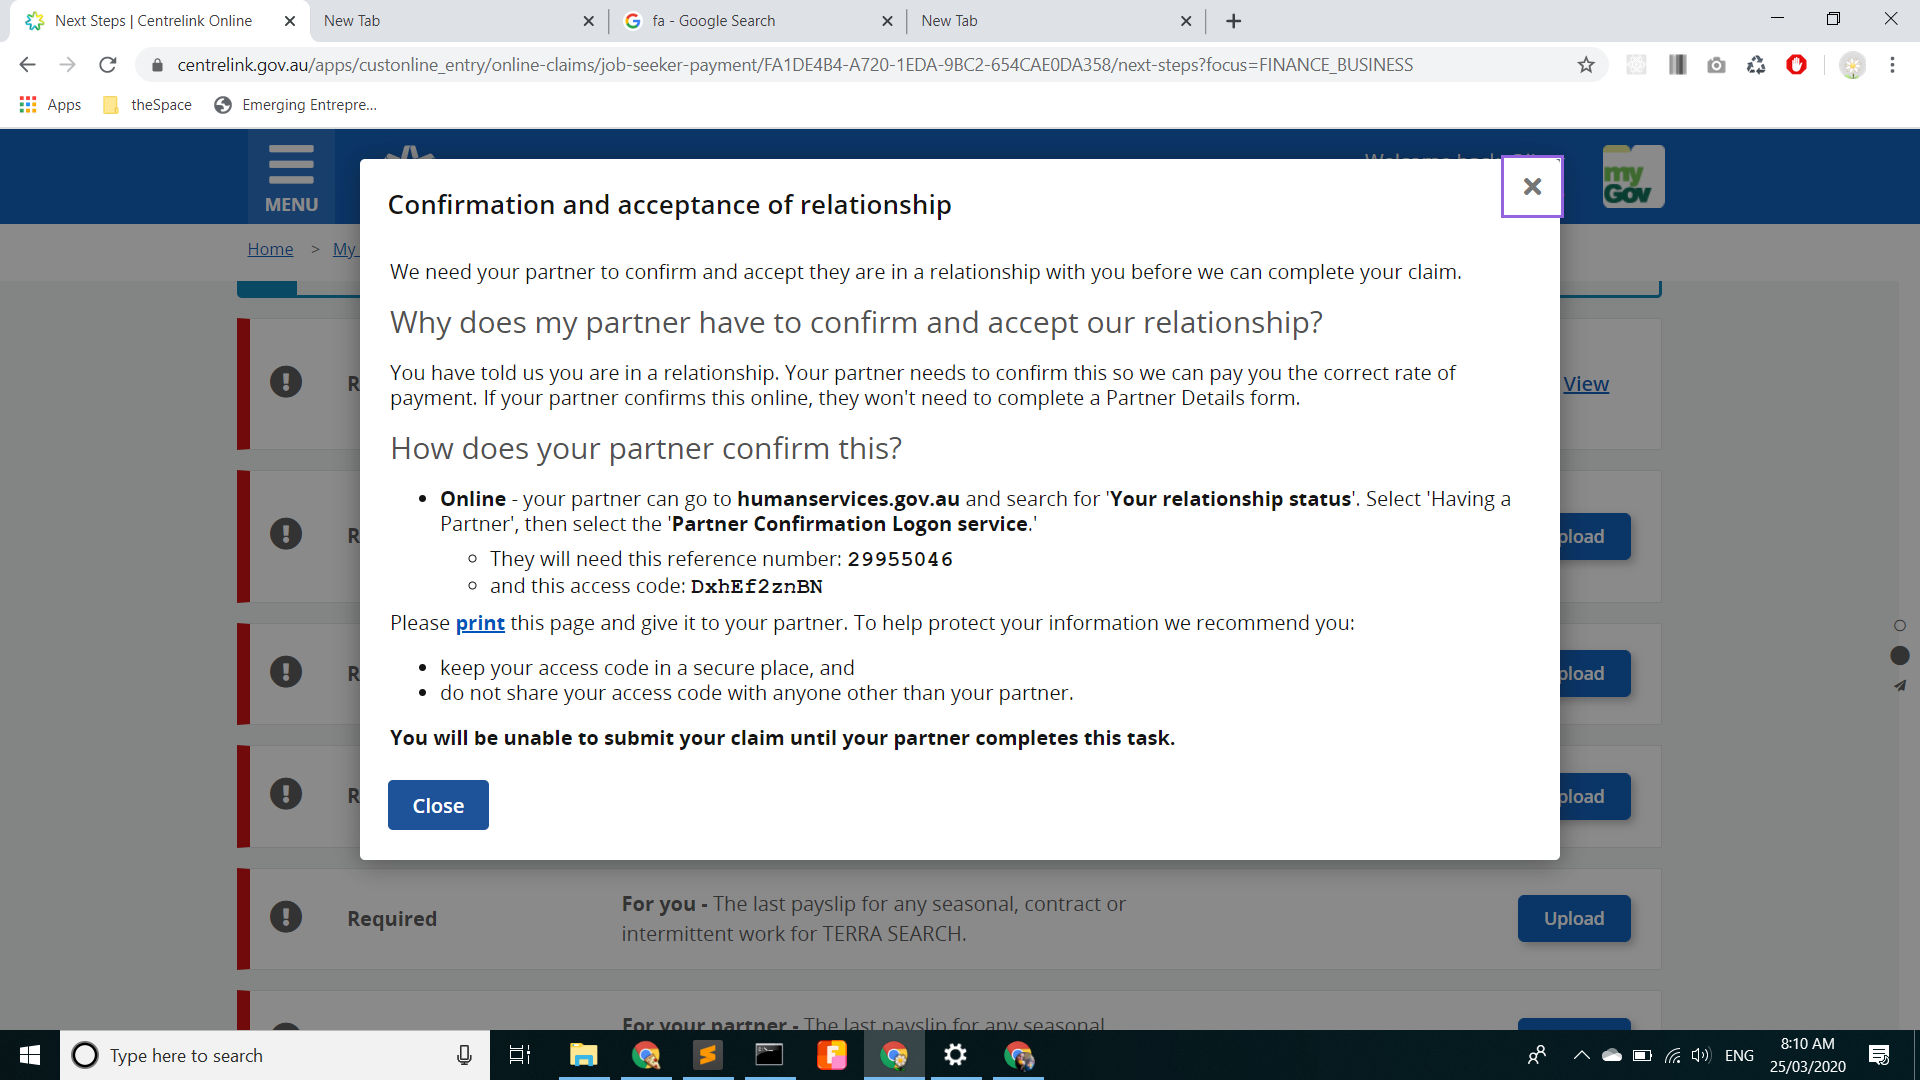 Next Steps | Centrelink Online
New Tab
fa - Google Search
New Tab
centrelink.gov.au/apps/custonline_entry/online-claims/job-seeker-payment/FA1DE4B4-A720-1EDA-9BC2-654CAE0DA358/next-steps?focus=FINANCE_BUSINESS
Apps
theSpace
Emerging Entrepre...
MENU
my
Gov
Home > My
Confirmation and acceptance of relationship
We need your partner to confirm and accept they are in a relationship with you before we can complete your claim.
Why does my partner have to confirm and accept our relationship?
You have told us you are in a relationship. Your partner needs to confirm this so we can pay you the correct rate of
payment. If your partner confirms this online, they won't need to complete a Partner Details form.
View
How does your partner confirm this?
Online - your partner can go to humanservices.gov.au and search for 'Your relationship status'. Select 'Having a
Partner', then select the 'Partner Confirmation Logon service.'
They will need this reference number: 29955046
and this access code: DxhEf2znBN
Please print this page and give it to your partner. To help protect your information we recommend you:
keep your access code in a secure place, and
do not share your access code with anyone other than your partner.
You will be unable to submit your claim until your partner completes this task.
Close
Required
For you - The last payslip for any seasonal, contract or
intermittent work for TERRA SEARCH.
Upload
For your partner - The last payslip for any seasonal
Type here to search
ENG
8:10 AM
25/03/2020